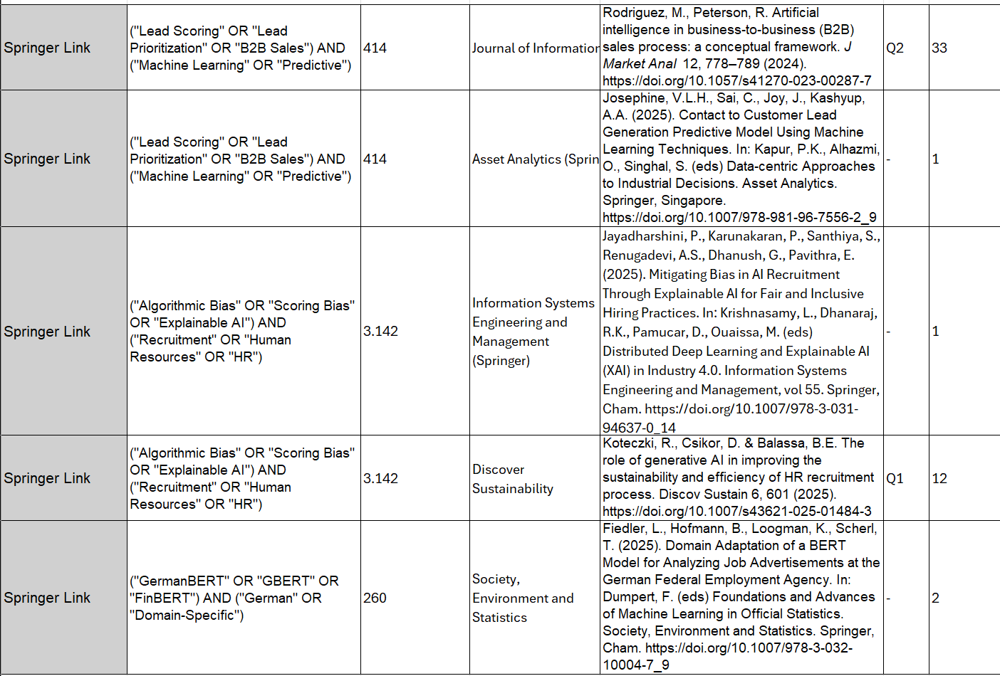 Springer Link
("Lead Scoring" OR "Lead
Prioritization" OR "B2B Sales") AND
("Machine Learning" OR "Predictive")
414
Journal of Information
Rodriguez, M., Peterson, R. Artificial
intelligence in business-to-business (B2B)
sales process: a conceptual framework. J
Market Anal 12, 778–789 (2024).
https://doi.org/10.1057/s41270-023-00287-7
Q2
33
Springer Link
("Lead Scoring" OR "Lead
Prioritization" OR "B2B Sales") AND
("Machine Learning" OR "Predictive")
414
Asset Analytics (Sprin
Josephine, V.L.H., Sai, C., Joy, J., Kashyup,
A.A. (2025). Contact to Customer Lead
Generation Predictive Model Using Machine
Learning Techniques. In: Kapur, P.K., Alhazmi,
O., Singhal, S. (eds) Data-centric Approaches
to Industrial Decisions. Asset Analytics.
Springer, Singapore.
https://doi.org/10.1007/978-981-96-7556-2_9
-
1
Springer Link
("Algorithmic Bias" OR "Scoring Bias"
OR "Explainable AI") AND
("Recruitment" OR "Human
Resources" OR "HR")
3.142
Information Systems
Engineering and
Management
(Springer)
Jayadharshini, P., Karunakaran, P., Santhiya, S.,
Renugadevi, A.S., Dhanush, G., Pavithra, E.
(2025). Mitigating Bias in AI Recruitment
Through Explainable AI for Fair and Inclusive
Hiring Practices. In: Krishnasamy, L., Dhanaraj,
R.K., Pamucar, D., Ouaissa, M. (eds)
Distributed Deep Learning and Explainable AI
(XAI) in Industry 4.0. Information Systems
Engineering and Management, vol 55. Springer,
Cham. https://doi.org/10.1007/978-3-031-
94637-0_14
-
1
Springer Link
("Algorithmic Bias" OR "Scoring Bias"
OR "Explainable AI") AND
("Recruitment" OR "Human
Resources" OR "HR")
3.142
Discover
Sustainability
Koteczki, R., Csikor, D. & Balassa, B.E. The
role of generative AI in improving the
sustainability and efficiency of HR recruitment
process. Discov Sustain 6, 601 (2025).
https://doi.org/10.1007/s43621-025-01484-3
Q1
12
Springer Link
("GermanBERT" OR "GBERT" OR
"FinBERT") AND ("German" OR
"Domain-Specific")
260
Society,
Environment and
Statistics
Fiedler, L., Hofmann, B., Loogman, K., Scherl,
T. (2025). Domain Adaptation of a BERT
Model for Analyzing Job Advertisements at the
German Federal Employment Agency. In:
Dumpert, F. (eds) Foundations and Advances
of Machine Learning in Official Statistics.
Society, Environment and Statistics. Springer,
Cham. https://doi.org/10.1007/978-3-032-
10004-7_9
-
2